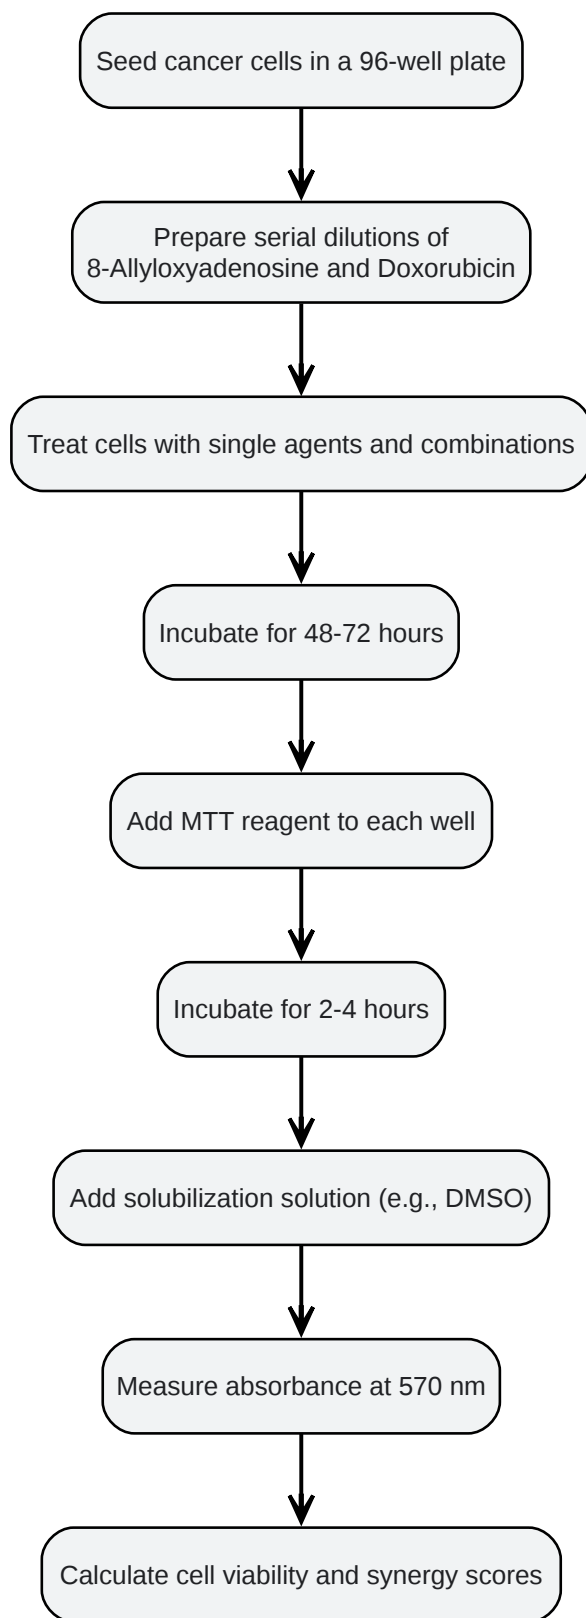 Seed cancer cells in a 96-well plate
Prepare serial dilutions of
8-Allyloxyadenosine and Doxorubicin
Treat cells with single agents and combinations
Incubate for 48-72 hours
Add MTT reagent to each well
Incubate for 2-4 hours
Add solubilization solution (e.g., DMSO)
Measure absorbance at 570 nm
Calculate cell viability and synergy scores